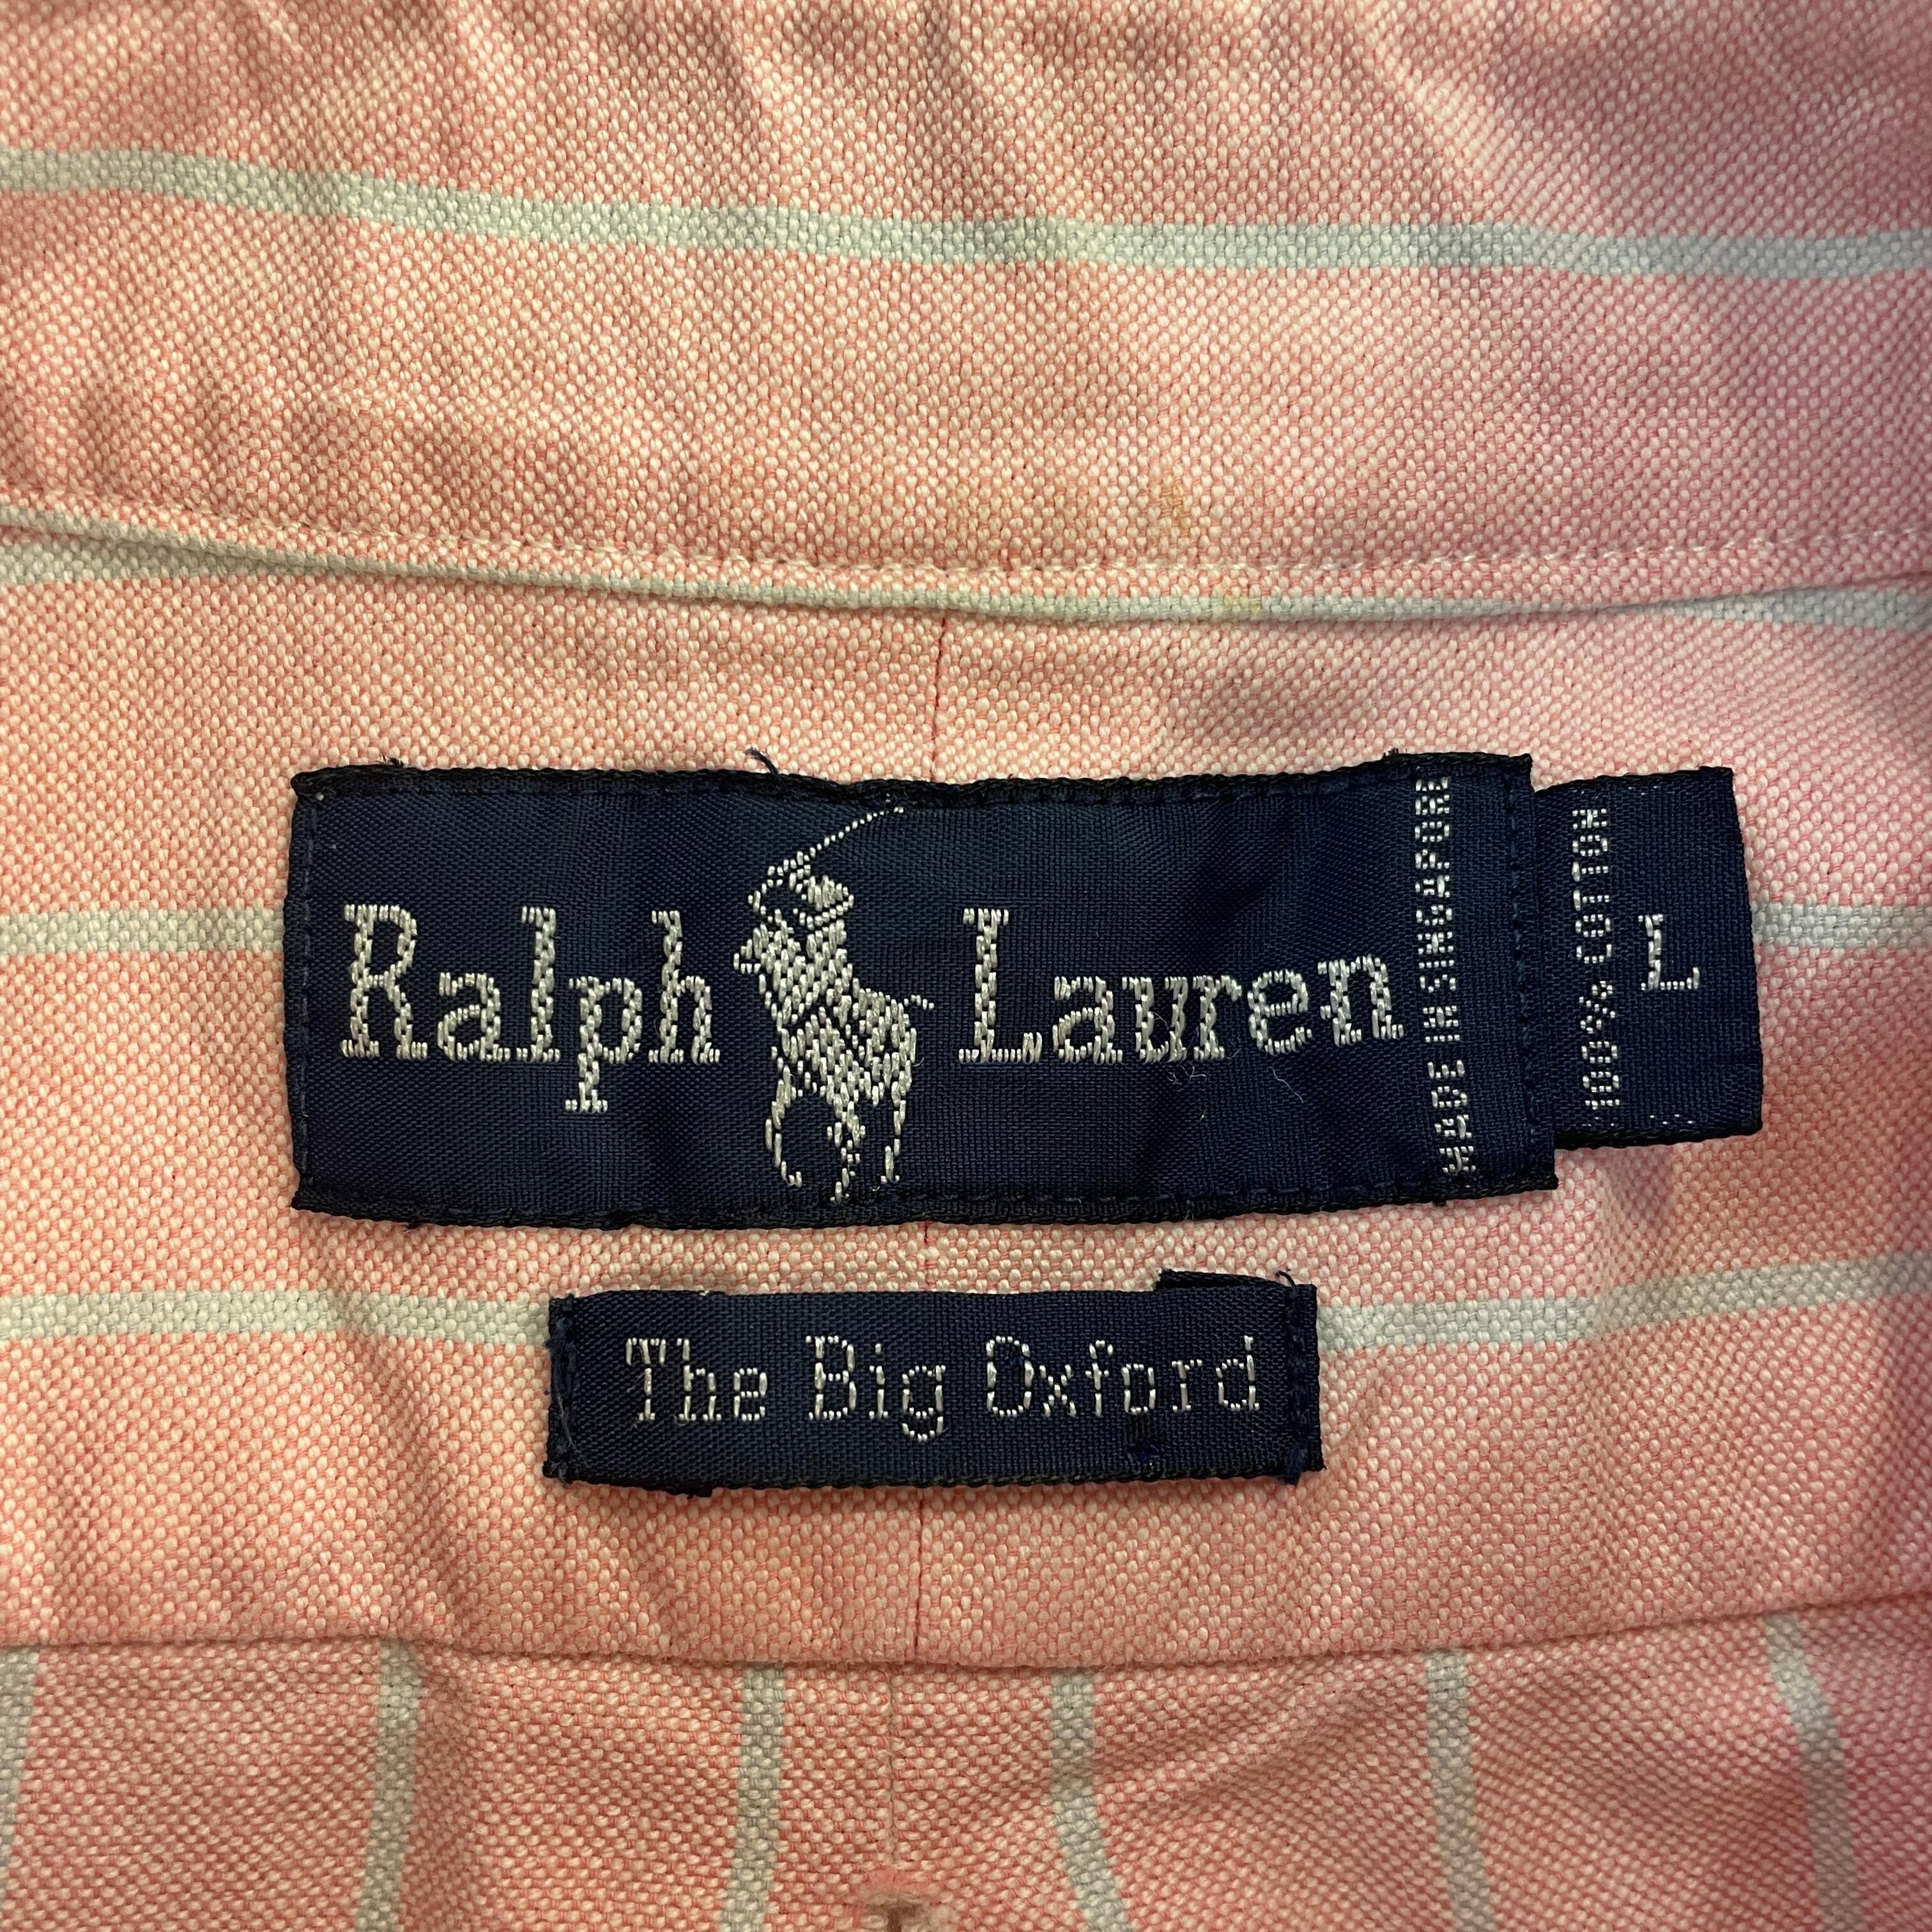 Ralph Lauren
MADE IN SINGAPORE
100% COTTON
L
The Big Oxford